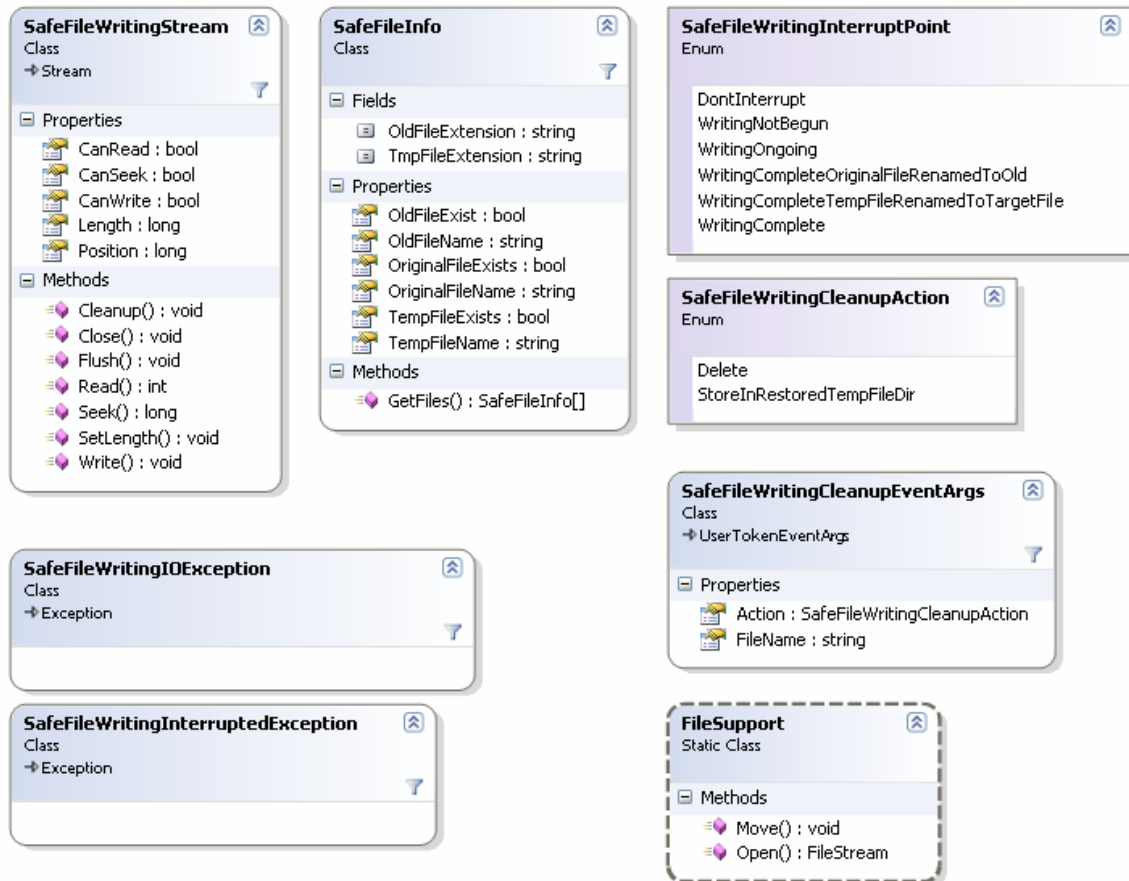 SafeFileWritingStream
Class
Stream
Properties
CanRead : bool
CanSeek : bool
CanWrite : bool
Length : long
Position : long
Methods
Cleanup() : void
Close() : void
Flush() : void
Read() : int
Seek() : long
SetLength() : void
Write() : void
SafeFileInfo
Class
Fields
OldFileExtension : string
TmpFileExtension : string
Properties
OldFileExist : bool
OldFileName : string
OriginalFileExists : bool
OriginalFileName : string
TempFileExists : bool
TempFileName : string
Methods
GetFiles() : SafeFileInfo[]
SafeFileWritingInterruptPoint
Enum
DontInterrupt
WritingNotBegun
WritingOngoing
WritingCompleteOriginalFileRenamedToOld
WritingCompleteTempFileRenamedToTargetFile
WritingComplete
SafeFileWritingCleanupAction
Enum
Delete
StoreInRestoredTempFileDir
SafeFileWritingCleanupEventArgs
Class
UserTokenEventArgs
Properties
Action : SafeFileWritingCleanupAction
FileName : string
SafeFileWritingIOException
Class
Exception
SafeFileWritingInterruptedException
Class
Exception
FileSupport
Static Class
Methods
Move() : void
Open() : FileStream